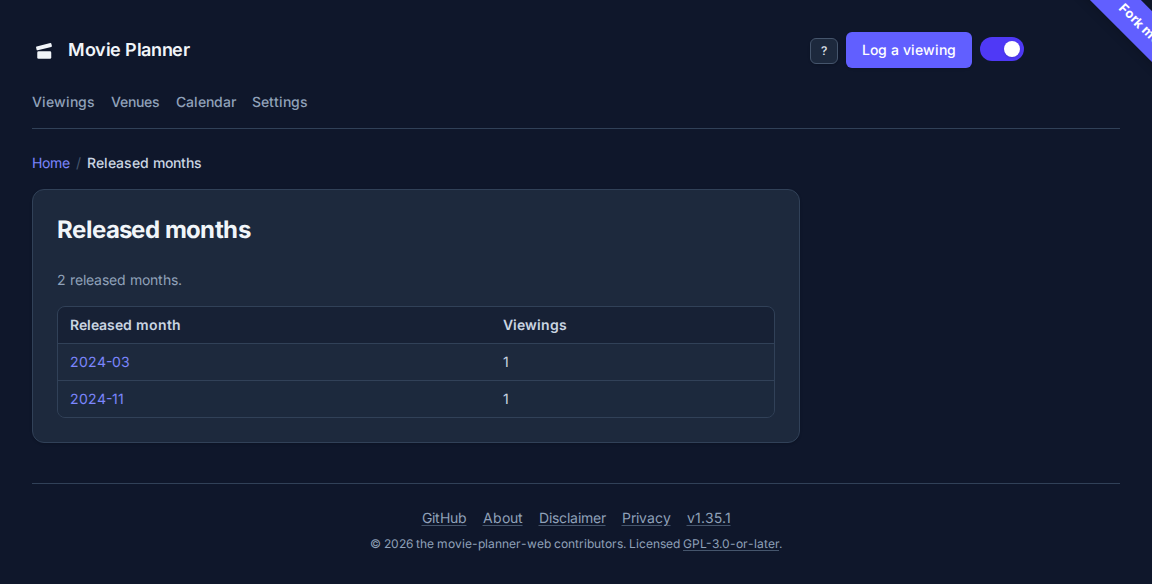 Movie Planner
?
Log a viewing
Fork m
Viewings Venues Calendar Settings
Home / Released months
Released months
2 released months.
Released month Viewings
2024-03 1
2024-11 1
GitHub About Disclaimer Privacy v1.35.1
© 2026 the movie-planner-web contributors. Licensed GPL-3.0-or-later.